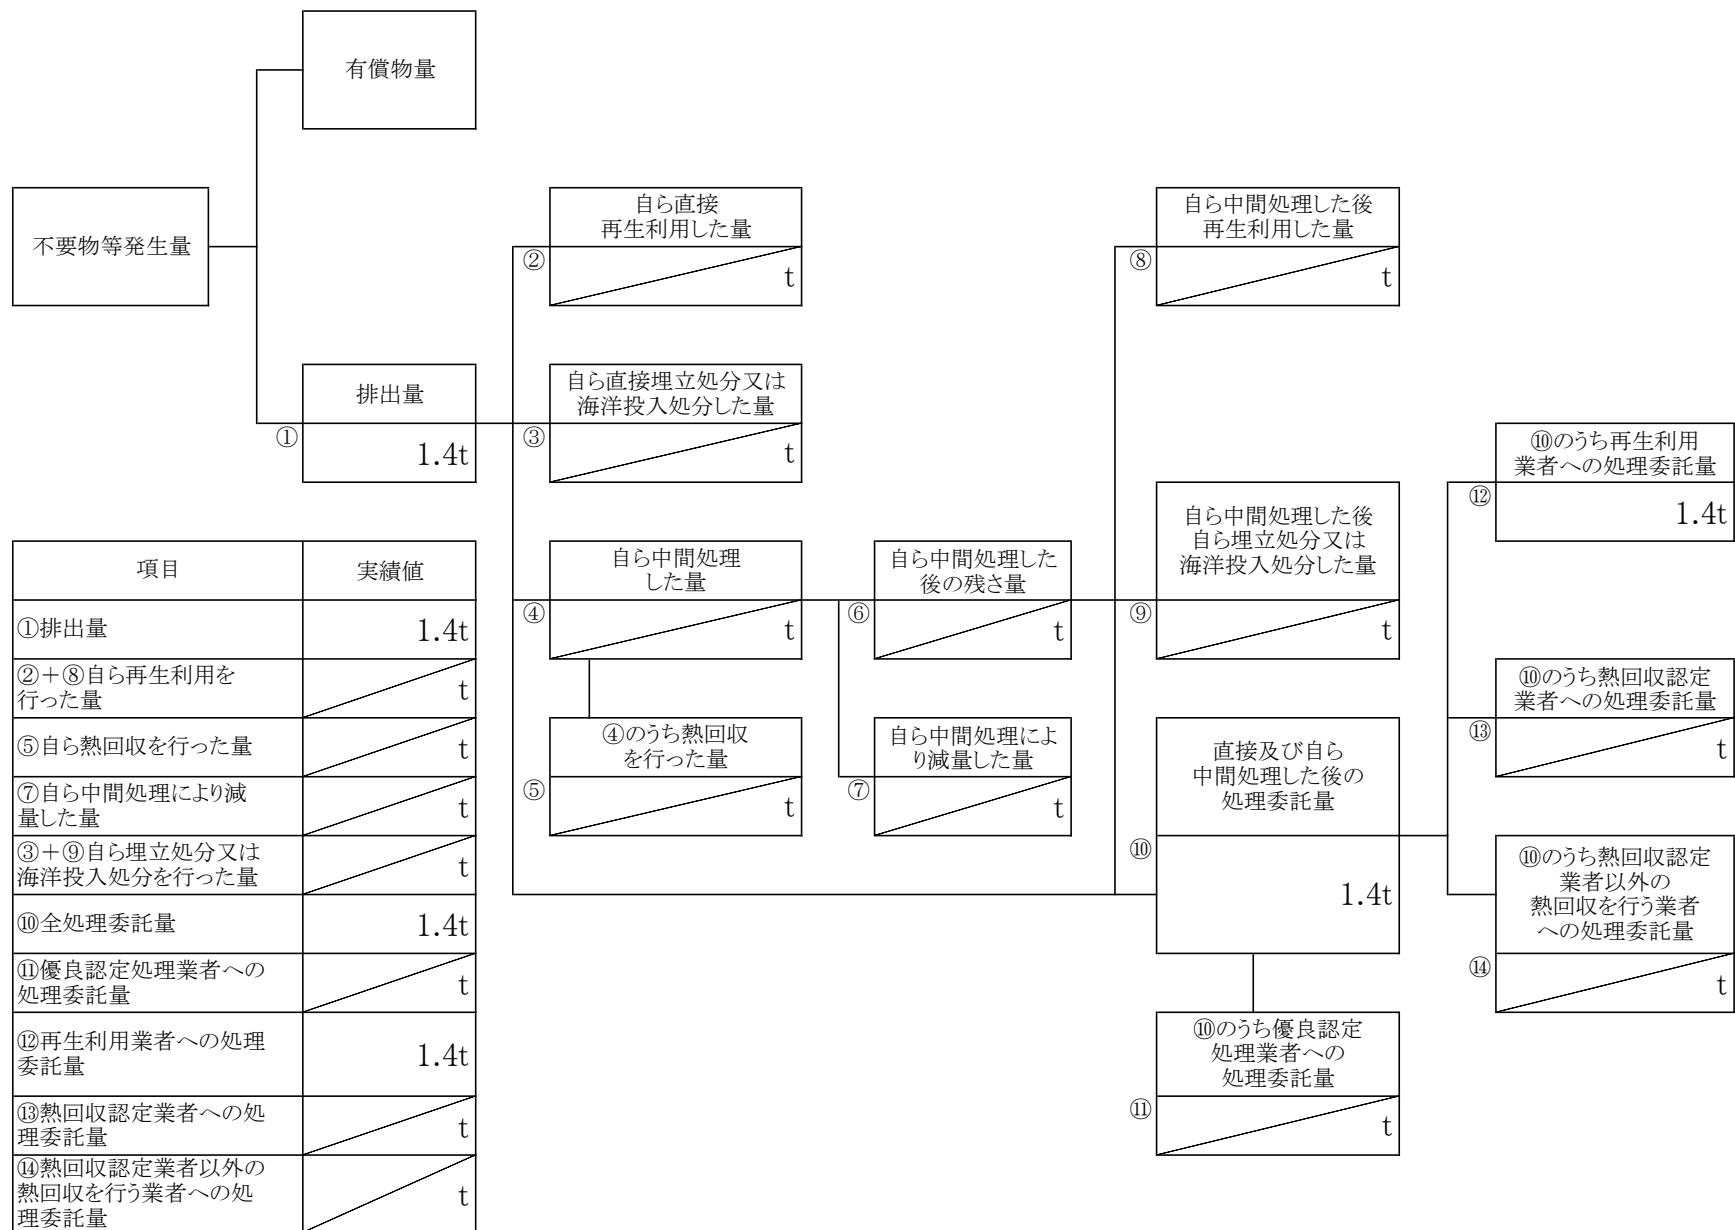 有償物量
不要物等発生量
自ら直接
再生利用した量
②
t
自ら中間処理した後
再生利用した量
⑧
t
排出量
①
1.4t
自ら直接埋立処分又は
海洋投入処分した量
③
t
⑩のうち再生利用
業者への処理委託量
⑫
1.4t
自ら中間処理した後
自ら埋立処分又は
海洋投入処分した量
⑨
t
自ら中間処理
した量
④
t
自ら中間処理した
後の残さ量
⑥
t
④のうち熱回収
を行った量
⑤
t
自ら中間処理によ
り減量した量
⑦
t
直接及び自ら
中間処理した後の
処理委託量
⑩
1.4t
⑩のうち熱回収認定
業者への処理委託量
⑬
t
⑩のうち熱回収認定
業者以外の
熱回収を行う業者
への処理委託量
⑭
t
⑩のうち優良認定
処理業者への
処理委託量
⑪
t
項目 実績値
①排出量 1.4t
②+⑧自ら再生利用を
行った量
t
⑤自ら熱回収を行った量 t
⑦自ら中間処理により減
量した量
t
③+⑨自ら埋立処分又は
海洋投入処分を行った量
t
⑩全処理委託量 1.4t
⑪優良認定処理業者への
処理委託量
t
⑫再生利用業者への処理
委託量
1.4t
⑬熱回収認定業者への処
理委託量
t
⑭熱回収認定業者以外の
熱回収を行う業者への処
理委託量
t